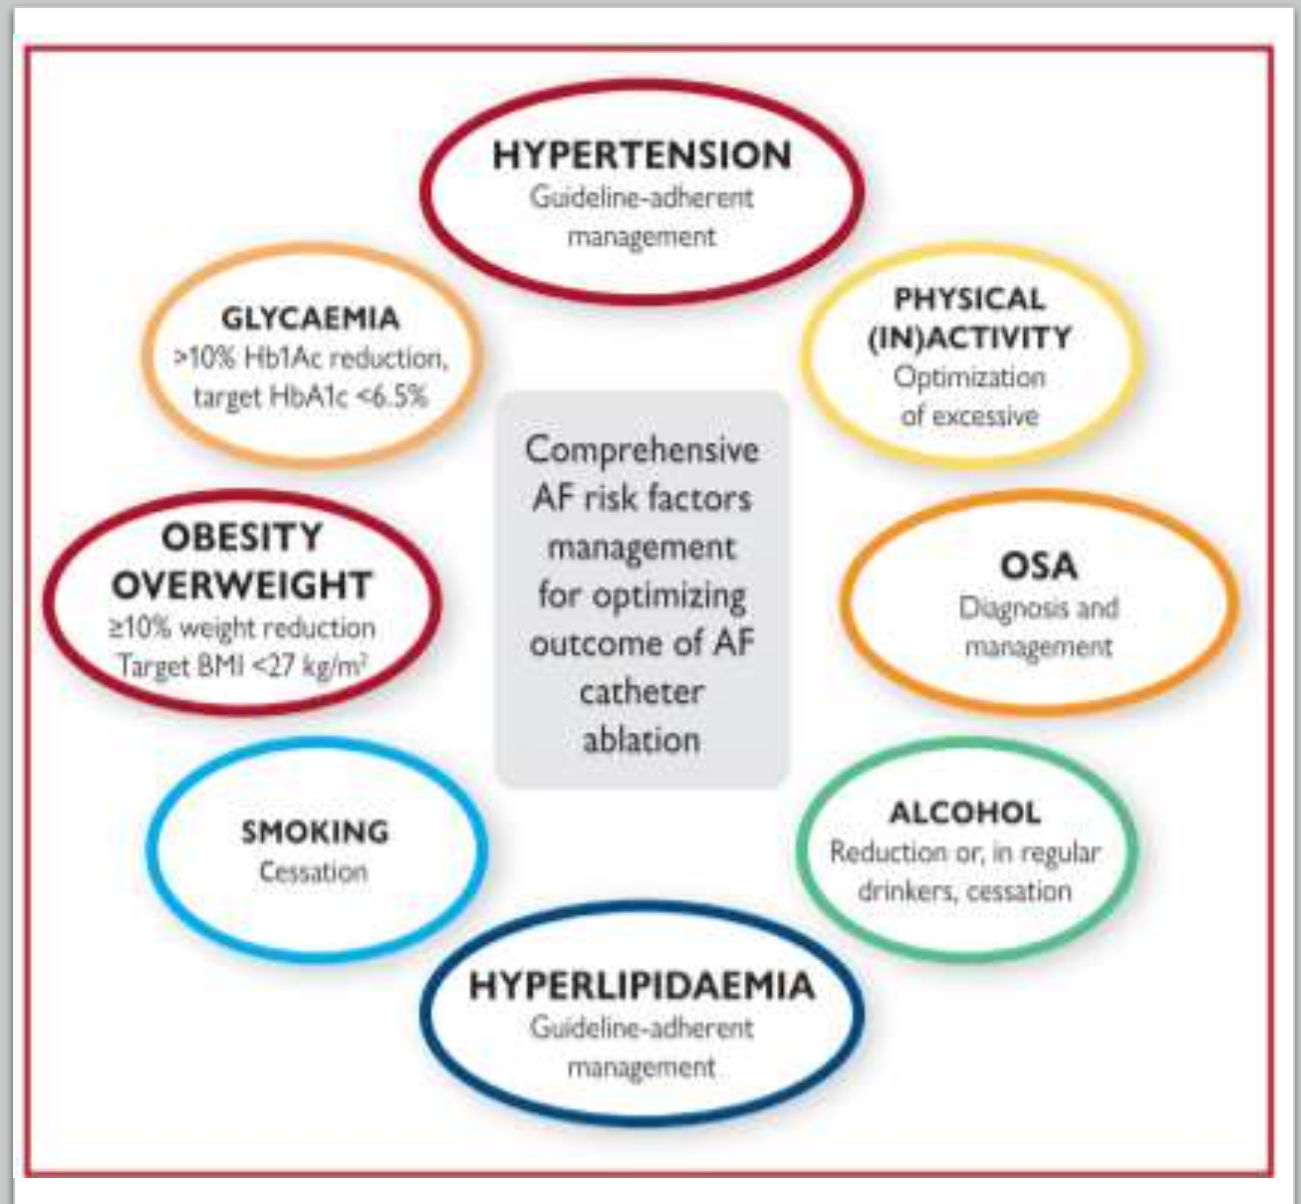 HYPERTENSION
Guideline-adherent
management
GLYCAEMIA
>10% Hb1Ac reduction,
target HbA1c <6.5%
PHYSICAL
(IN)ACTIVITY
Optimization
of excessive
Comprehensive
AF risk factors
management
for optimizing
outcome of AF
catheter
ablation
OBESITY
OVERWEIGHT
≥10% weight reduction
Target BMI <27 kg/m²
OSA
Diagnosis and
management
SMOKING
Cessation
ALCOHOL
Reduction or, in regular
drinkers, cessation
HYPERLIPIDAEMIA
Guideline-adherent
management